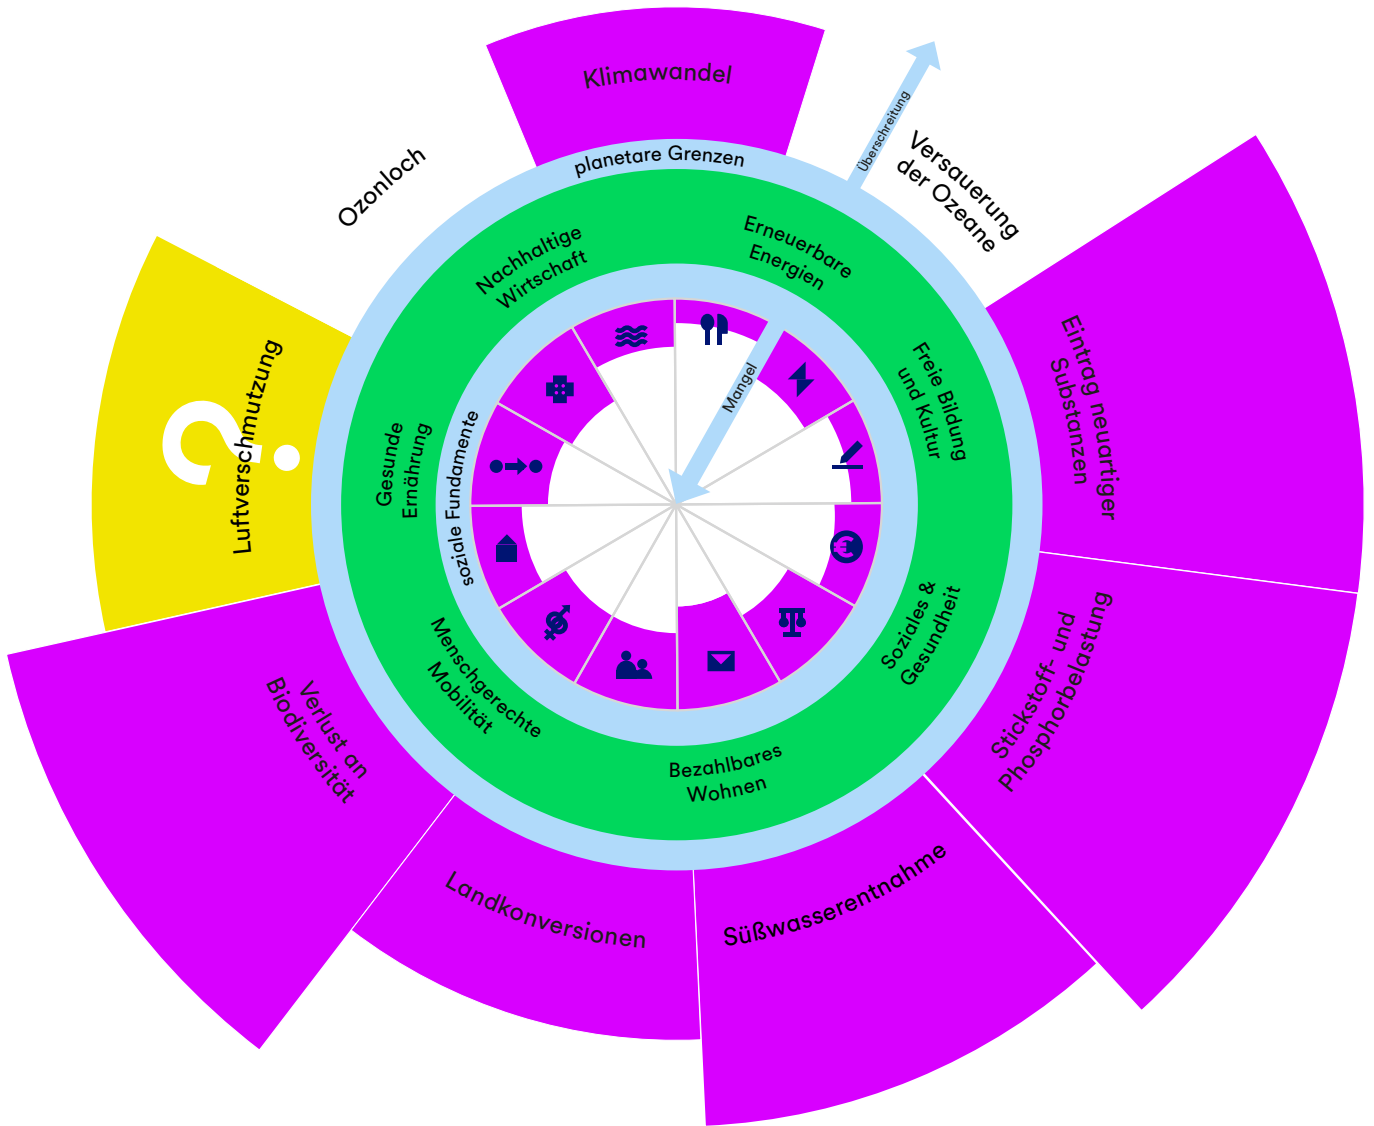 Klimawandel
Überschreitung
Versauerung
der Ozeane
Ozonloch
planetare Grenzen
Nachhaltige
Wirtschaft
Erneuerbare
Energien
Eintrag neuartiger
Substanzen
Freie Bildung
und Kultur
Mangel
?
Luftverschmutzung
Gesunde
Ernährung
soziale Fundamente
€
Soziales &
Gesundheit
Stickstoff- und
Phosphorbelastung
Menschgerechte
Mobilität
Verlust an
Biodiversität
Bezahlbares
Wohnen
Landkonversionen
Süßwasserentnahme